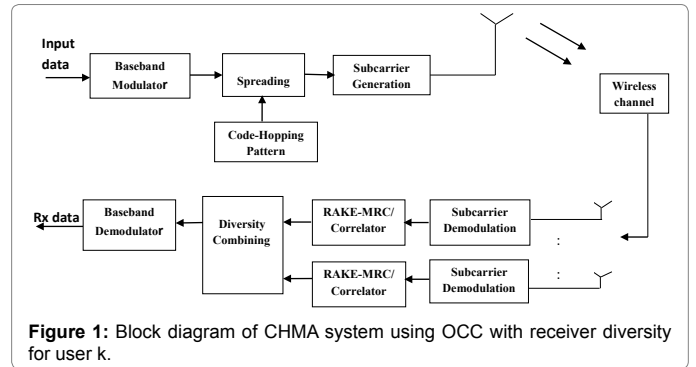 Input
data
Baseband
Modulator
Spreading
Subcarrier
Generation
Wireless
channel
Code-Hopping
Pattern
Rx data
Baseband
Demodulator
Diversity
Combining
RAKE-MRC/
Correlator
Subcarrier
Demodulation
:
:
RAKE-MRC/
Correlator
Subcarrier
Demodulation
Figure 1: Block diagram of CHMA system using OCC with receiver diversity
for user k.